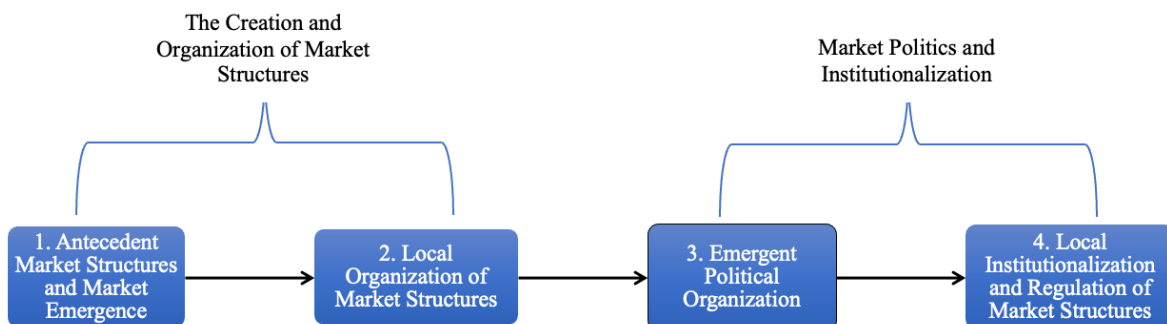 The Creation and
Organization of Market
Structures
Market Politics and
Institutionalization
1. Antecedent
Market Structures
and Market
Emergence
2. Local
Organization of
Market Structures
3. Emergent
Political
Organization
4. Local
Institutionalization
and Regulation of
Market Structures